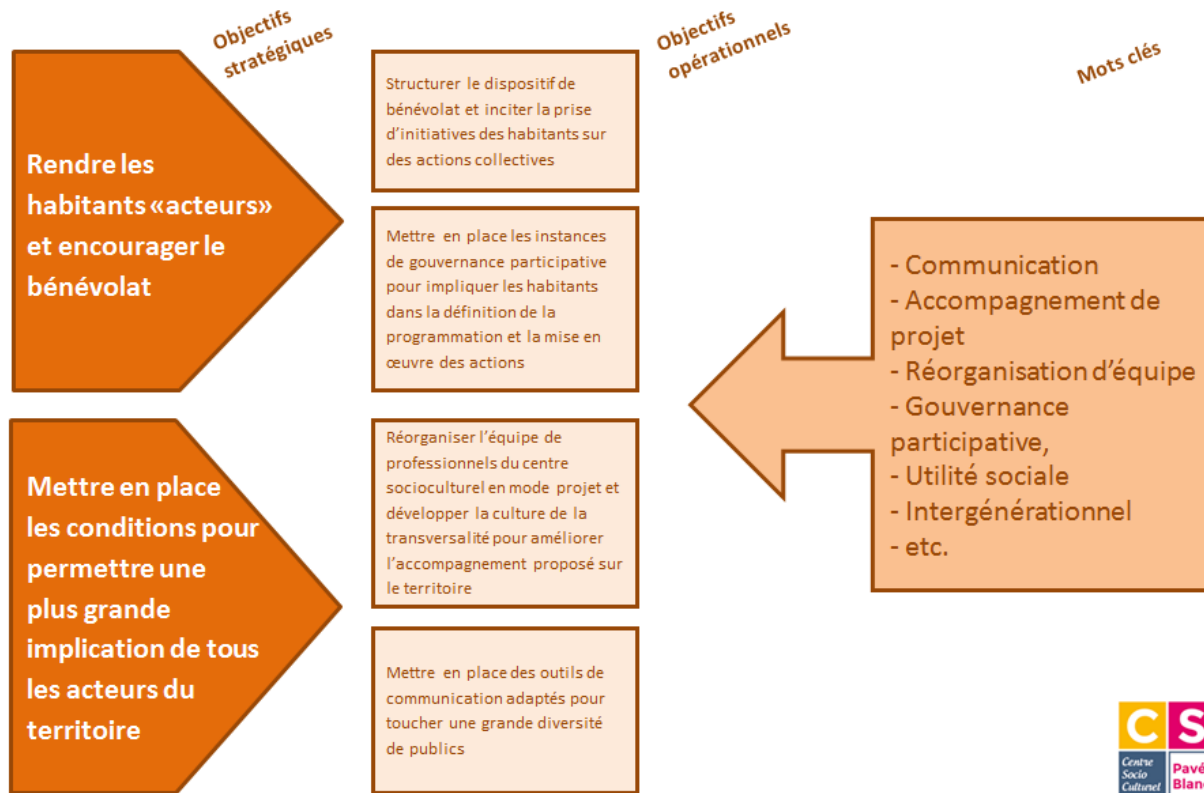 Objectifs
stratégiques
Objectifs
opérationnels
Mots clés
Rendre les
habitants «acteurs»
et encourager le
bénévolat
Structurer le dispositif de
bénévolat et inciter la prise
d'initiatives des habitants sur
des actions collectives
Mettre en place les instances
de gouvernance participative
pour impliquer les habitants
dans la définition de la
programmation et la mise en
œuvre des actions
Mettre en place
les conditions pour
permettre une
plus grande
implication de tous
les acteurs du
territoire
Réorganiser l'équipe de
professionnels du centre
socioculturel en mode projet et
développer la culture de la
transversalité pour améliorer
l'accompagnement proposé sur
le territoire
Mettre en place des outils de
communication adaptés pour
toucher une grande diversité
de publics
- Communication
- Accompagnement de
projet
- Réorganisation d'équipe
- Gouvernance
participative,
- Utilité sociale
- Intergénérationnel
- etc.
C S
Centre
Socio
Culturel
Pavé
Blanc